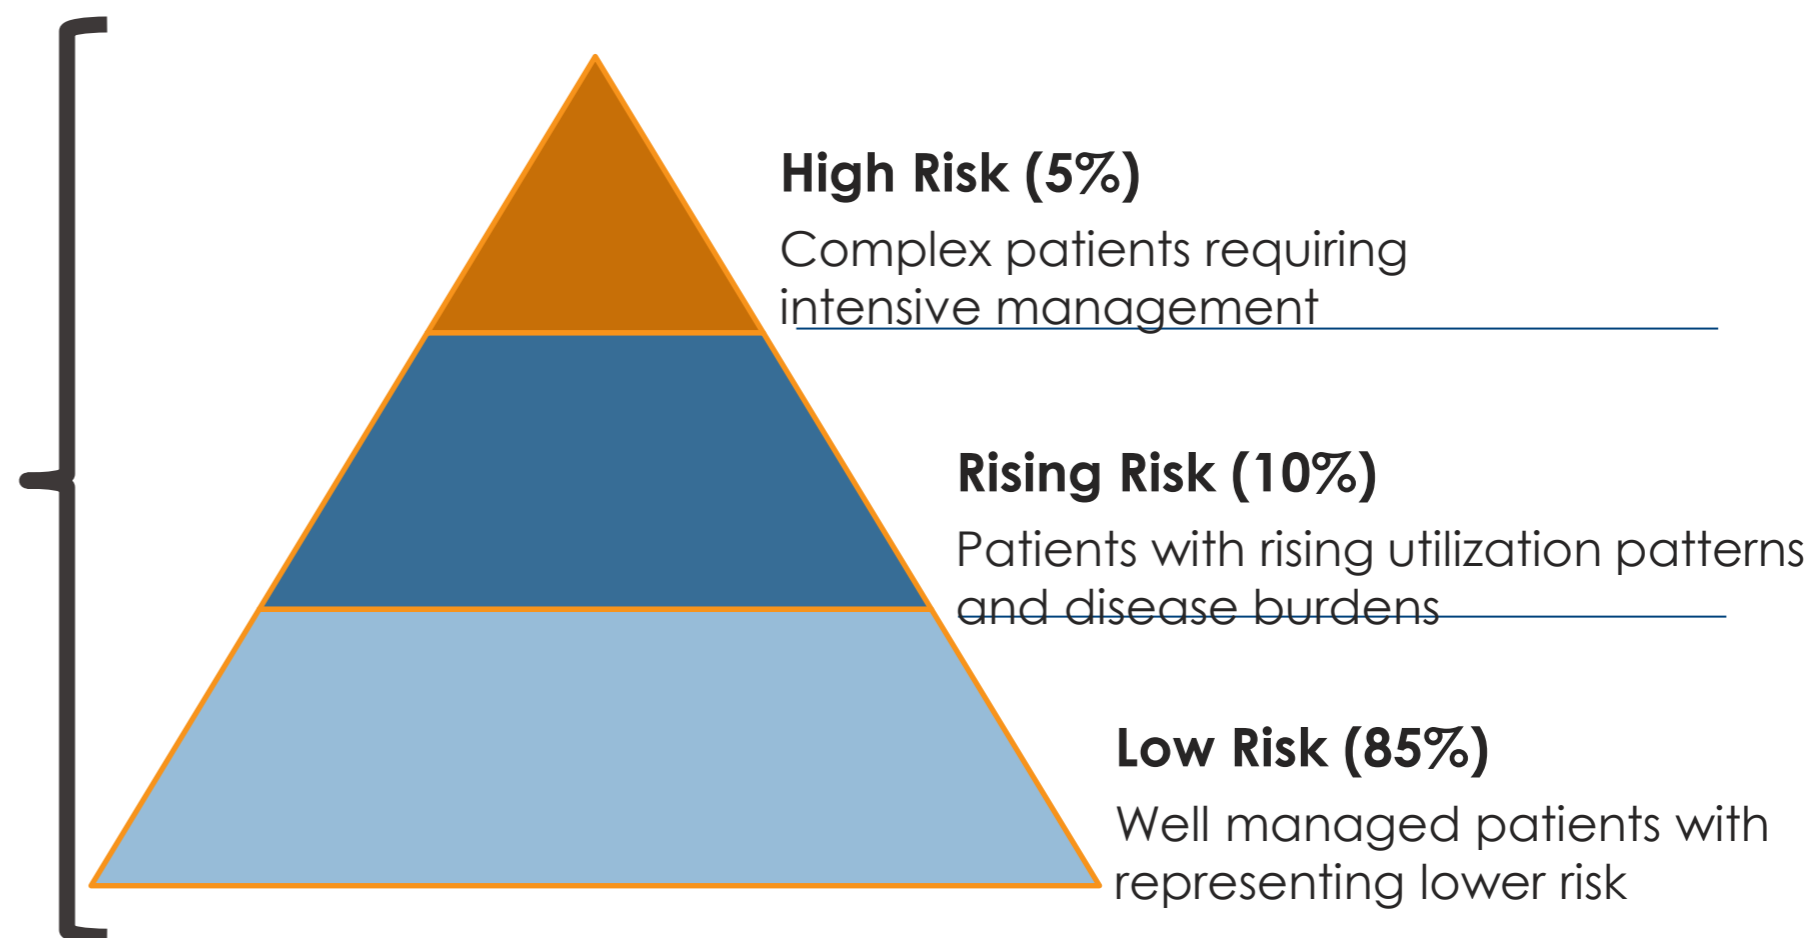 High Risk (5%)
Complex patients requiring
intensive management
Rising Risk (10%)
Patients with rising utilization patterns
and disease burdens
Low Risk (85%)
Well managed patients with
representing lower risk